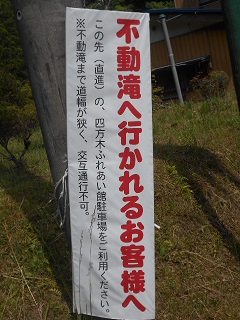 不動滝へ行かれるお客様へ
この先（直進）の、四方木ふれあい館駐車場をご利用ください。
※不動滝まで道幅が狭く、交互通行不可。